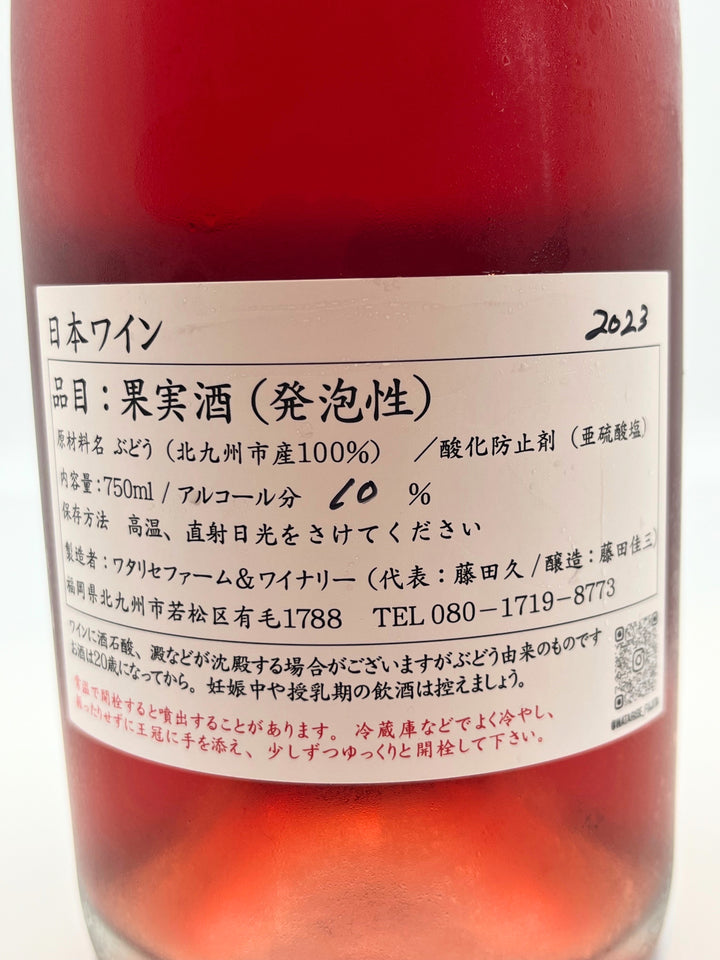 日本ワイン
2023
品目：果実酒（発泡性）
原材料名 ぶどう（北九州市産100%）　／酸化防止剤（亜硫酸塩）
内容量：750ml / アルコール分　10　%
保存方法　高温、直射日光をさけてください
製造者：ワタリセファーム＆ワイナリー（代表：藤田久 / 醸造：藤田佳三）
福岡県北九州市若松区有毛1788　TEL 080－1719－8773
ワインに酒石酸、澱などが沈殿する場合がございますがぶどう由来のものです
お酒は20歳になってから。妊娠中や授乳期の飲酒は控えましょう。
常温で開栓すると噴出することがあります。冷蔵庫などでよく冷やし、
振ったりせずに王冠に手を添え、少しずつゆっくりと開栓して下さい。